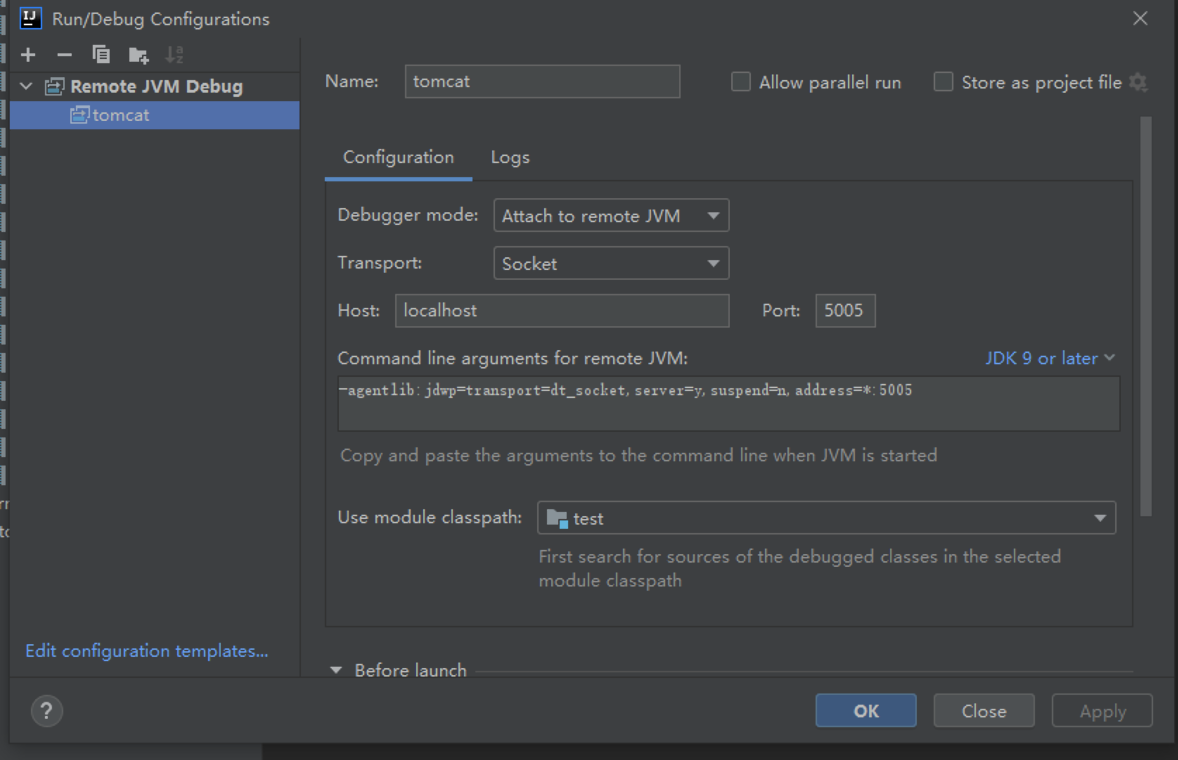 Run/Debug Configurations
Remote JVM Debug
tomcat
Edit configuration templates...
Name: tomcat
Allow parallel run
Store as project file
Configuration
Logs
Debugger mode: Attach to remote JVM
Transport: Socket
Host: localhost
Port: 5005
Command line arguments for remote JVM:
JDK 9 or later
-agentlib:jdwp=transport=dt_socket,server=y,suspend=n,address=*:5005
Copy and paste the arguments to the command line when JVM is started
Use module classpath: test
First search for sources of the debugged classes in the selected
module classpath
Before launch
?
OK
Close
Apply